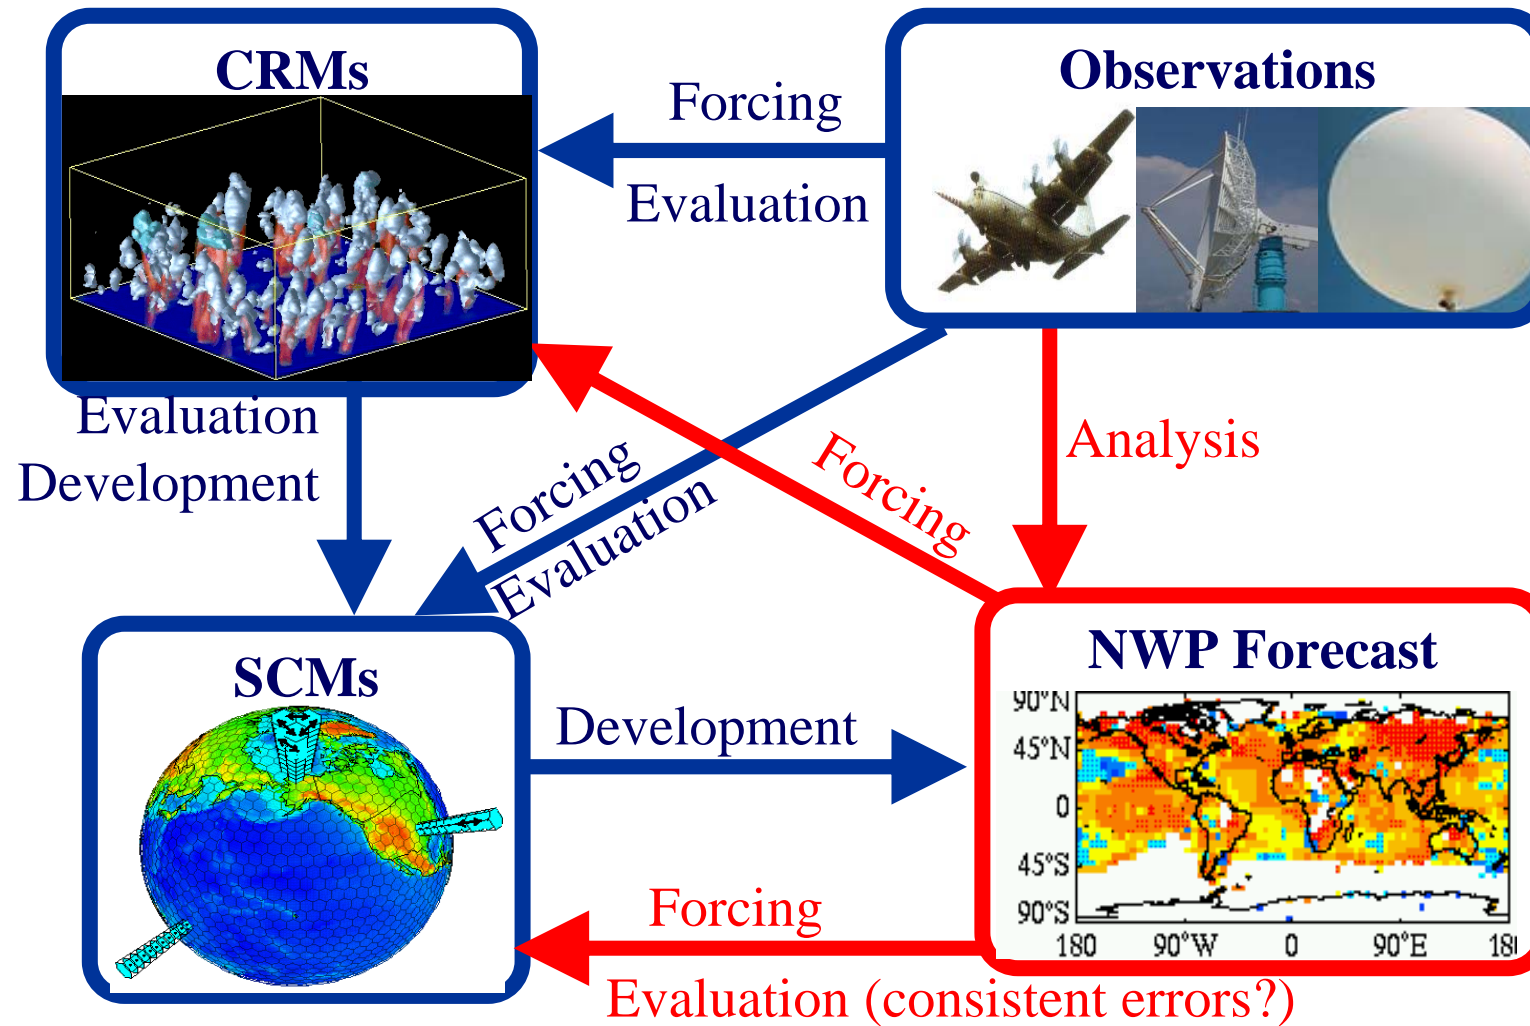 CRMs
Observations
Forcing
Evaluation
Evaluation
Development
Forcing
Evaluation
Forcing
Analysis
SCMs
NWP Forecast
Development
90°N
45°N
0
45°S
90°S
180 90°W 0 90°E
Forcing
Evaluation (consistent errors?)